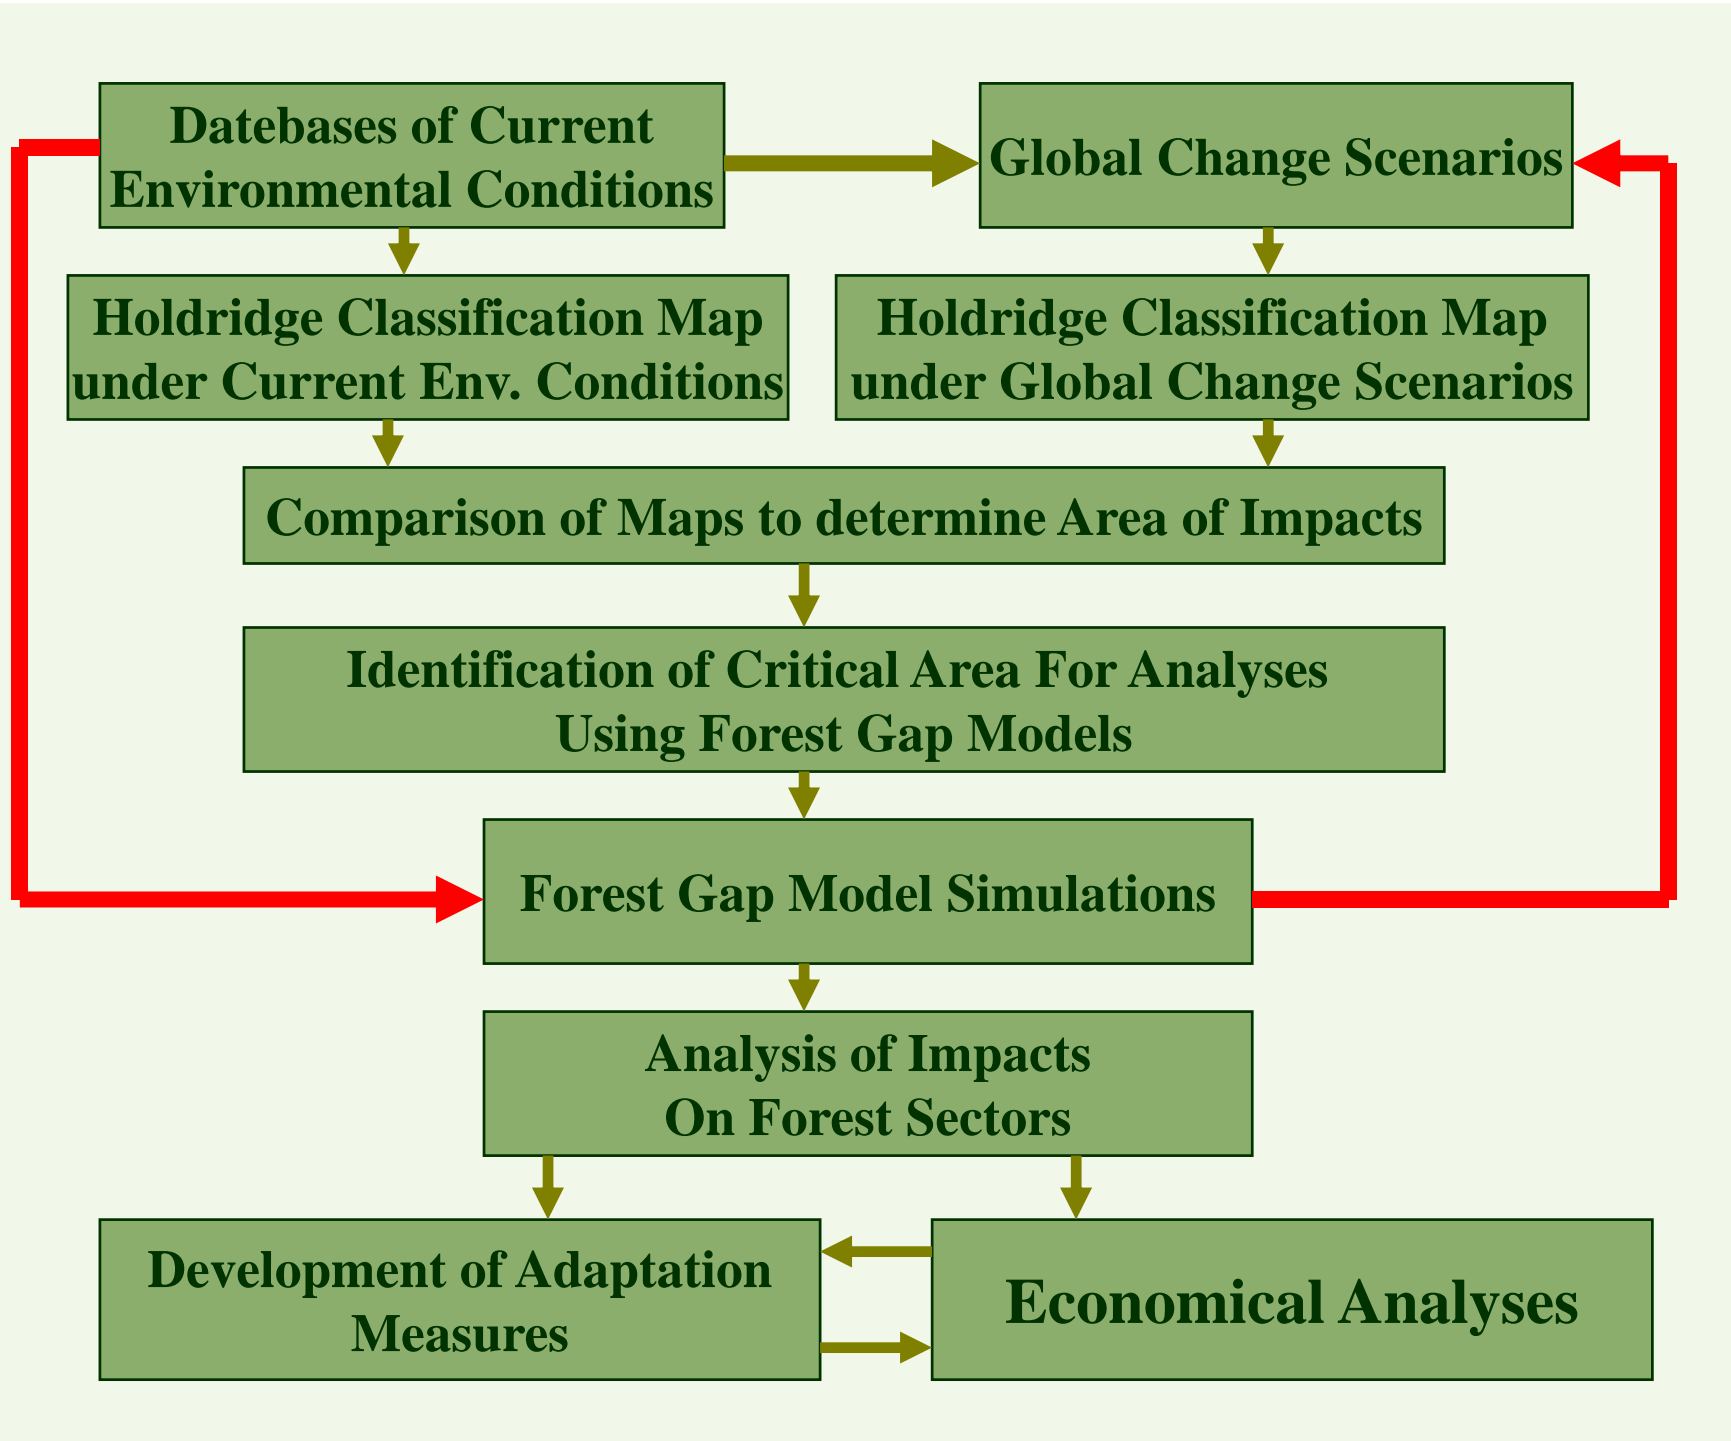 Datebases of Current
Environmental Conditions
Global Change Scenarios
Holdridge Classification Map
under Current Env. Conditions
Holdridge Classification Map
under Global Change Scenarios
Comparison of Maps to determine Area of Impacts
Identification of Critical Area For Analyses
Using Forest Gap Models
Forest Gap Model Simulations
Analysis of Impacts
On Forest Sectors
Development of Adaptation
Measures
Economical Analyses